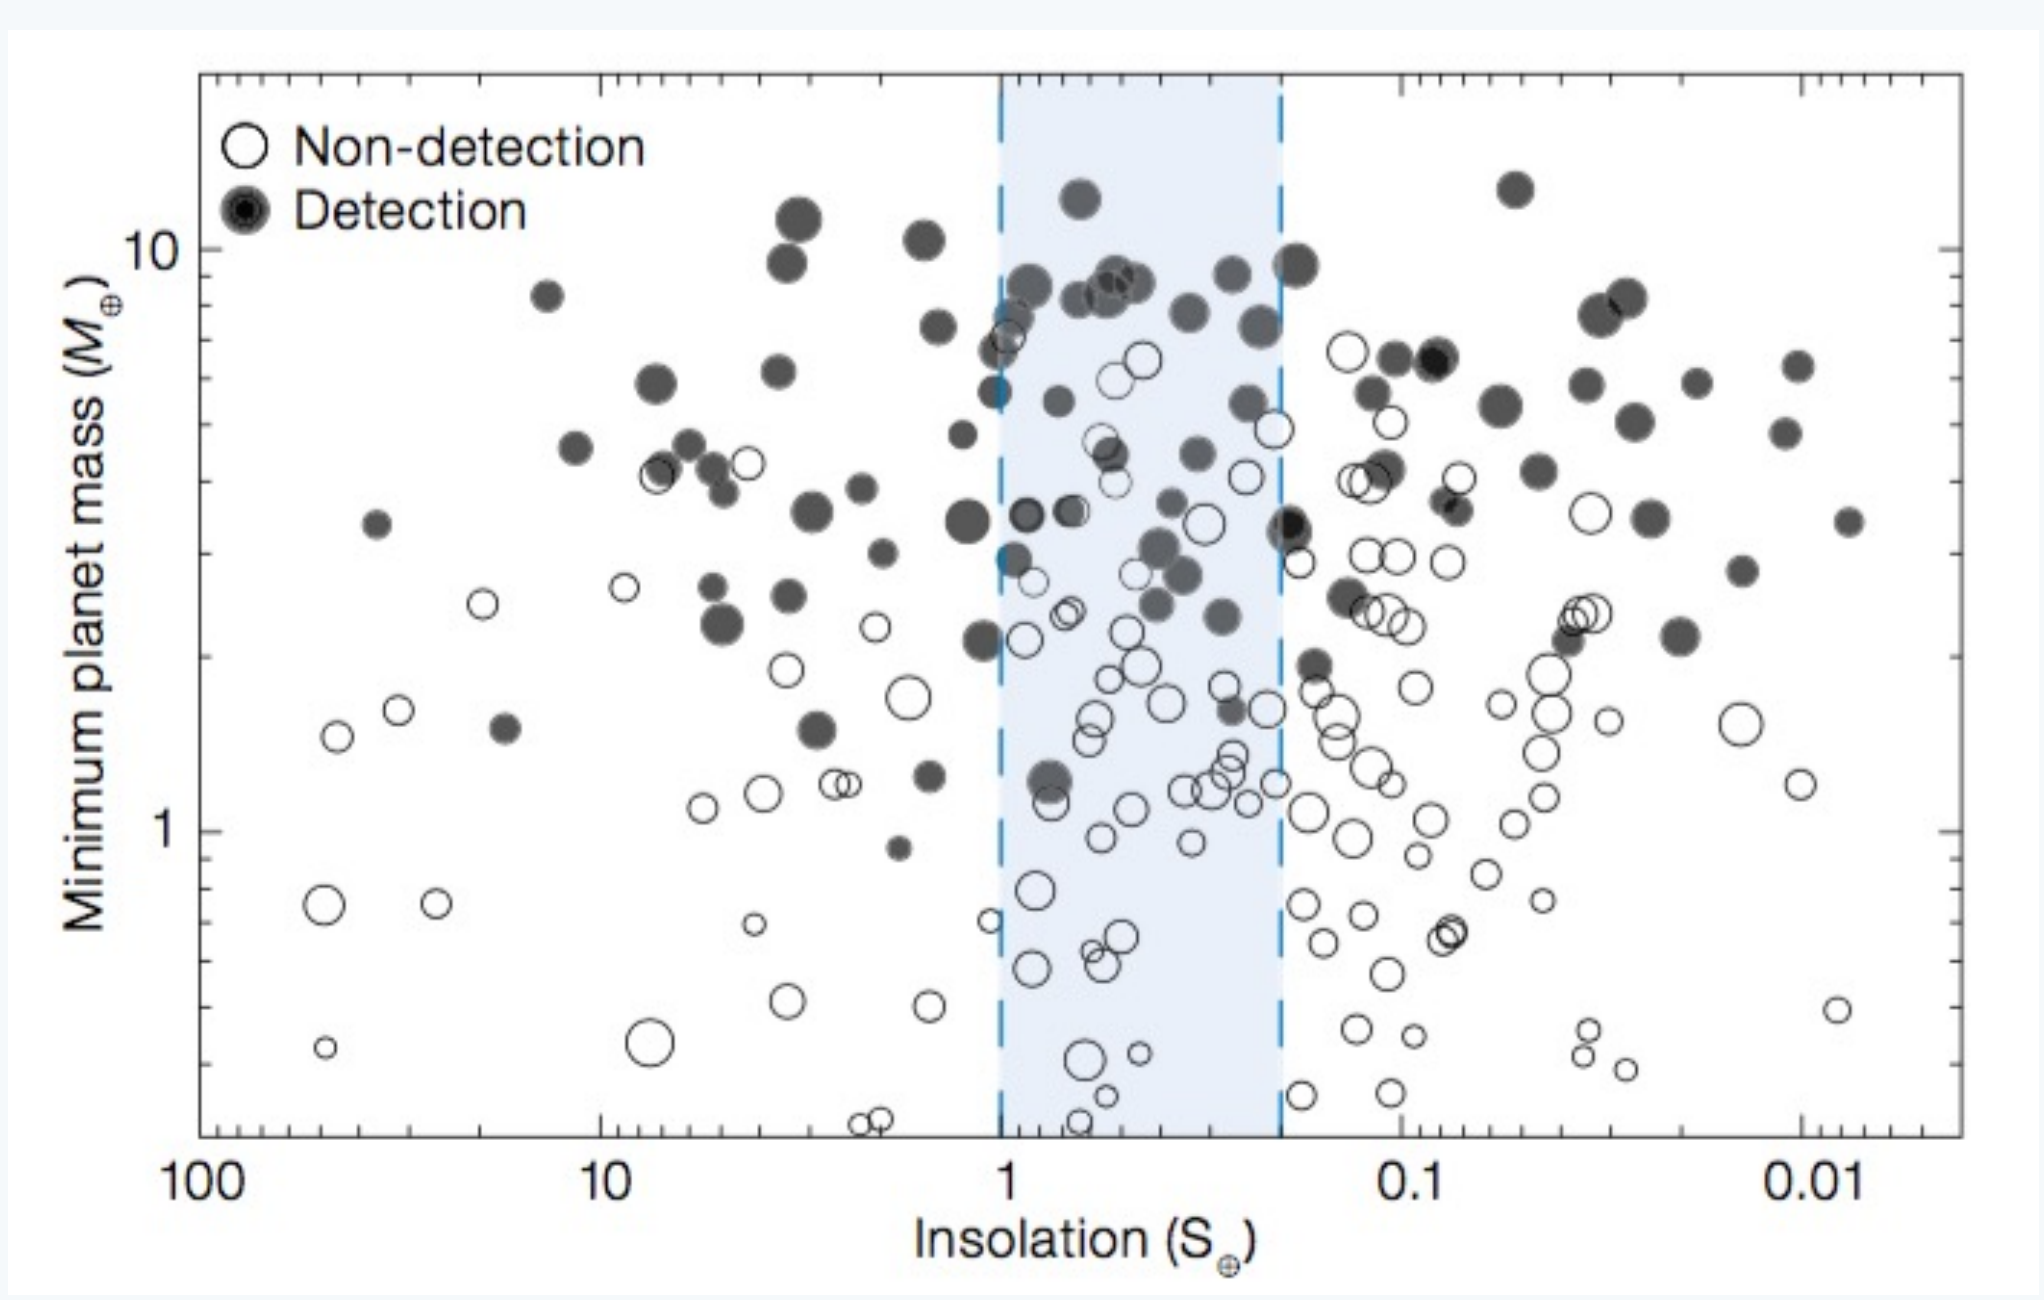 Non-detection
Detection
10
1
Minimum planet mass (M⊕)
100 10 1 0.1 0.01
Insolation (S⊕)